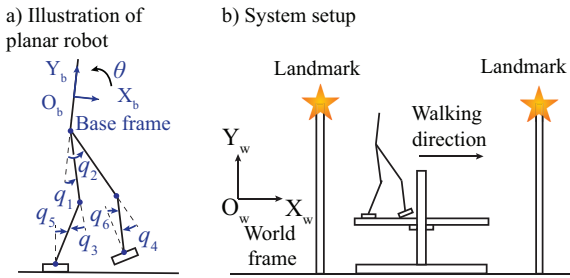 a) Illustration of
planar robot
Y_b
θ
O_b
X_b
Base frame
q_1
q_2
q_5
q_3
q_6
q_4
b) System setup
Landmark
Landmark
Walking
direction
Y_w
O_w
X_w
World
frame